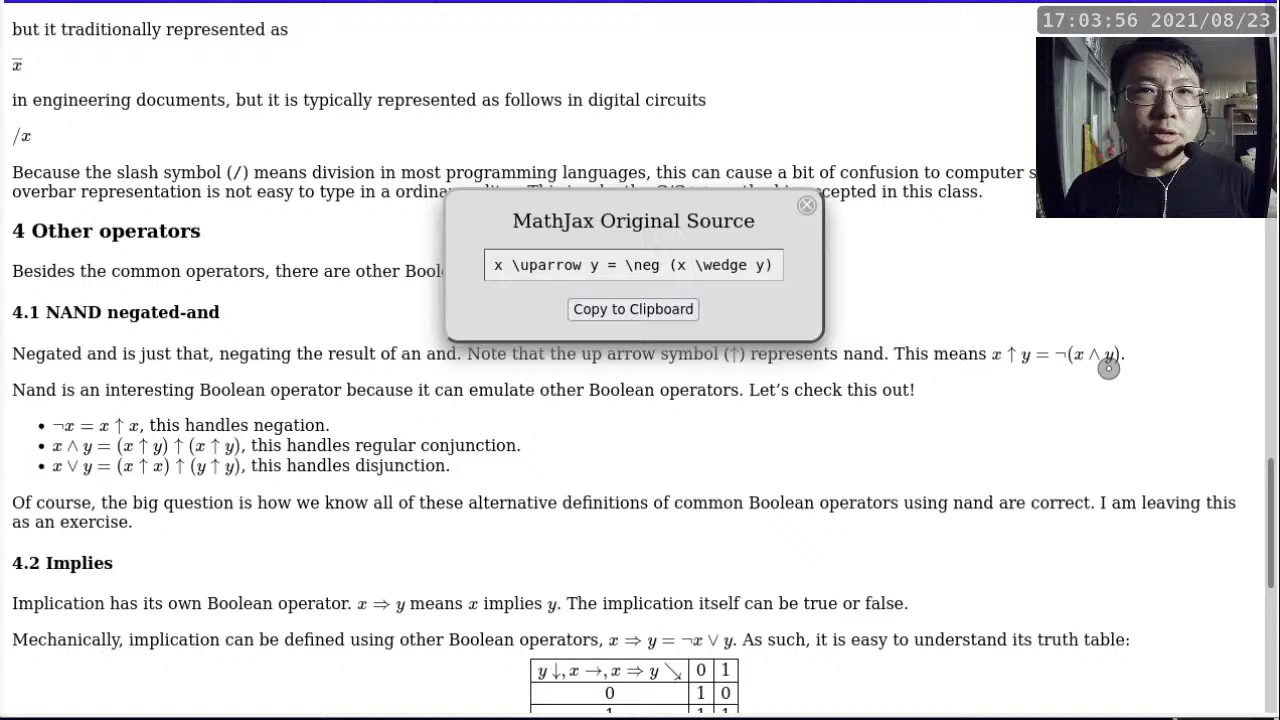 17:03:56 2021/08/23
but it traditionally represented as
x̅
in engineering documents, but it is typically represented as follows in digital circuits
/x
Because the slash symbol (/) means division in most programming languages, this can cause a bit of confusion to computer
overbar representation is not easy to type in a cepted in this class.
4 Other operators
Besides the common operators, there are other
MathJax Original Source
x \uparrow y = \neg (x \wedge y)
Copy to Clipboard
4.1 NAND negated-and
Negated and is just that, negating the result of an and. Note that the up arrow symbol (↑) represents nand. This means x ↑ y = ¬(x ∧ y).
Nand is an interesting Boolean operator because it can emulate other Boolean operators. Let’s check this out!
• ¬x = x ↑ x, this handles negation.
• x ∧ y = (x ↑ y) ↑ (x ↑ y), this handles regular conjunction.
• x ∨ y = (x ↑ x) ↑ (y ↑ y), this handles disjunction.
Of course, the big question is how we know all of these alternative definitions of common Boolean operators using nand are correct. I am leaving this
as an exercise.
4.2 Implies
Implication has its own Boolean operator. x ⇒ y means x implies y. The implication itself can be true or false.
Mechanically, implication can be defined using other Boolean operators, x ⇒ y = ¬x ∨ y. As such, it is easy to understand its truth table:
y ↓, x →, x ⇒ y ↘ 0 1
0 1 0